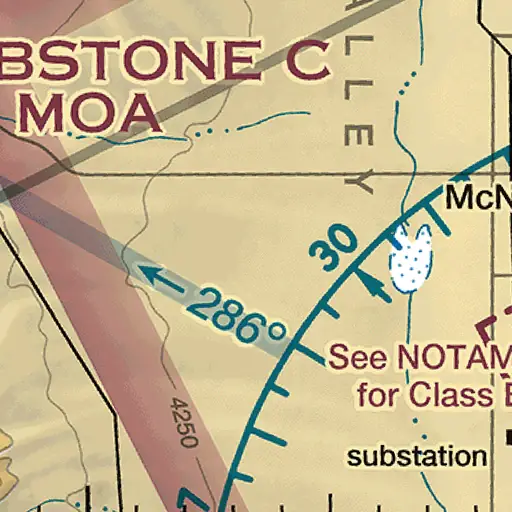 BSTONE C
MOA
ALLEY
McN
30
286°
See NOTAM
for Class E
4250
substation